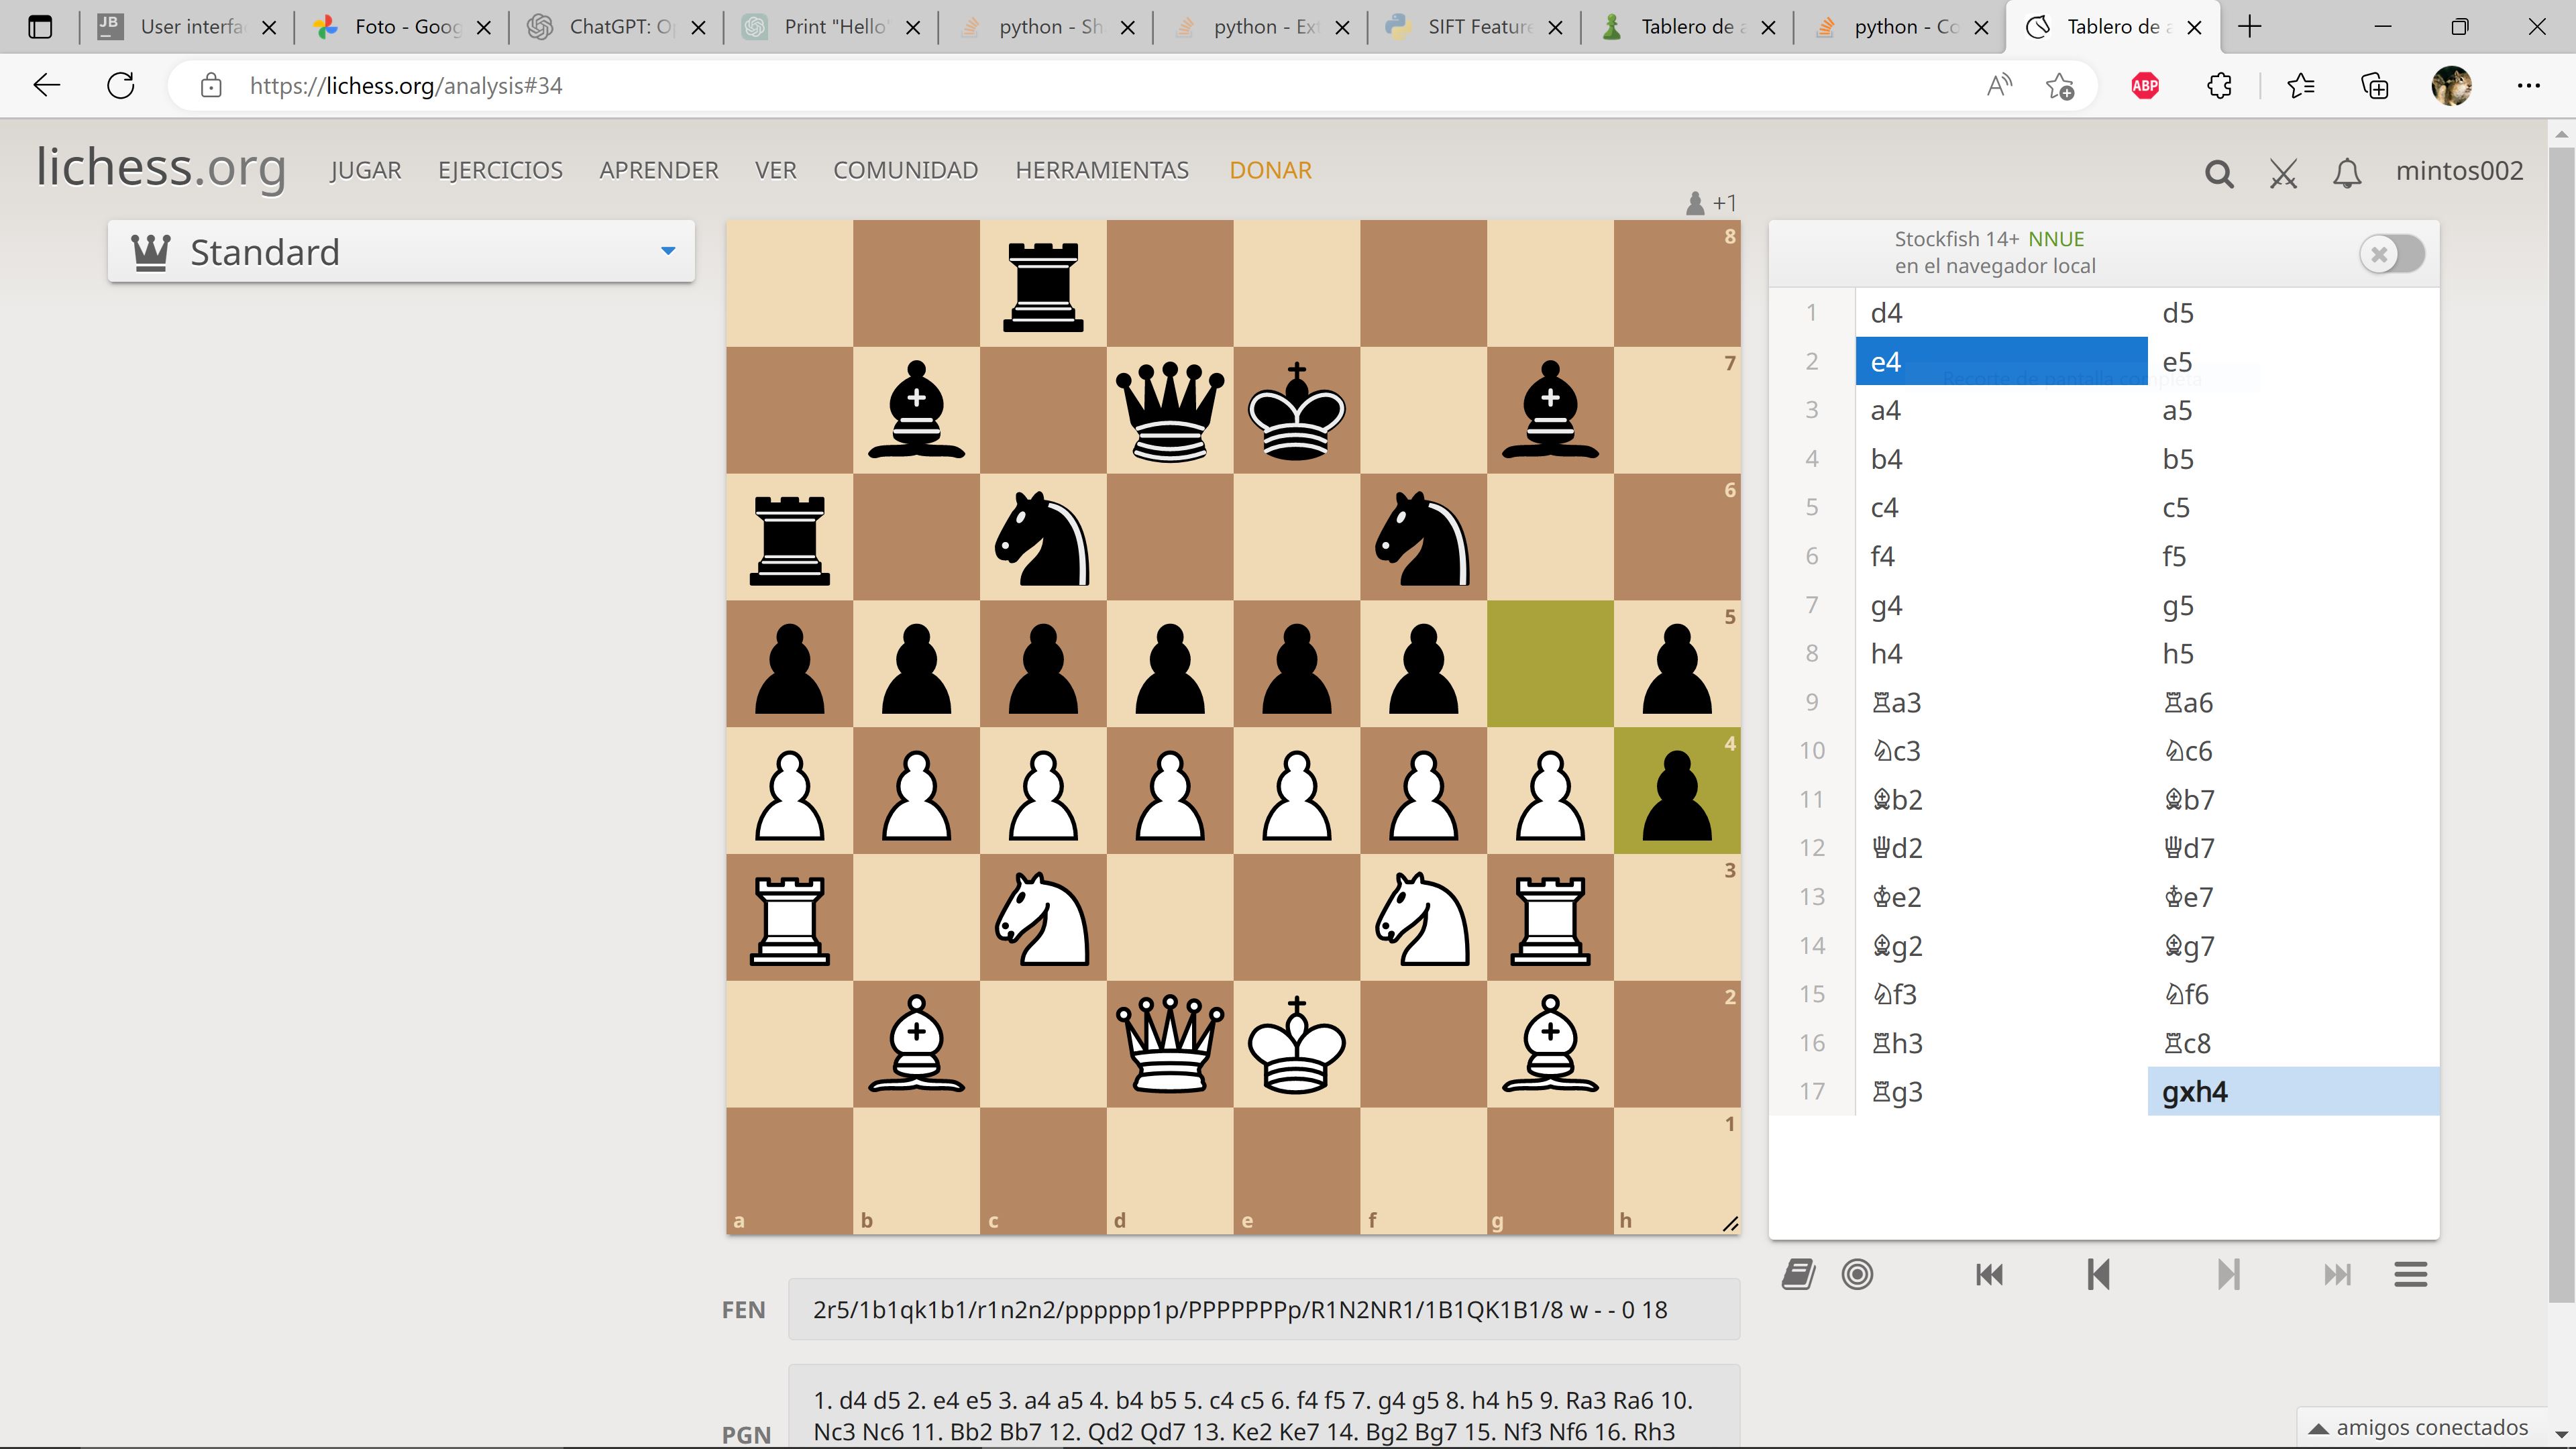 User interfa
Foto - Goog
ChatGPT: Op
Print "Hello"
python - Sh
python - Ext
SIFT Feature
Tablero de a
python - Co
Tablero de a
https://lichess.org/analysis#34
ABP
lichess.org
JUGAR EJERCICIOS APRENDER VER COMUNIDAD HERRAMIENTAS DONAR
mintos002
Standard
+1
8
7
6
5
4
3
2
1
a b c d e f g h
Stockfish 14+ NNUE
en el navegador local
1 d4 d5
2 e4 e5
Recorte de pantalla completa
3 a4 a5
4 b4 b5
5 c4 c5
6 f4 f5
7 g4 g5
8 h4 h5
9 ♖a3 ♖a6
10 ♘c3 ♘c6
11 ♗b2 ♗b7
12 ♕d2 ♕d7
13 ♔e2 ♔e7
14 ♗g2 ♗g7
15 ♘f3 ♘f6
16 ♖h3 ♖c8
17 ♖g3 gxh4
FEN 2r5/1b1qk1b1/r1n2n2/pppppp1p/PPPPPPPp/R1N2NR1/1B1QK1B1/8 w - - 0 18
PGN
1. d4 d5 2. e4 e5 3. a4 a5 4. b4 b5 5. c4 c5 6. f4 f5 7. g4 g5 8. h4 h5 9. Ra3 Ra6 10.
Nc3 Nc6 11. Bb2 Bb7 12. Qd2 Qd7 13. Ke2 Ke7 14. Bg2 Bg7 15. Nf3 Nf6 16. Rh3
amigos conectados